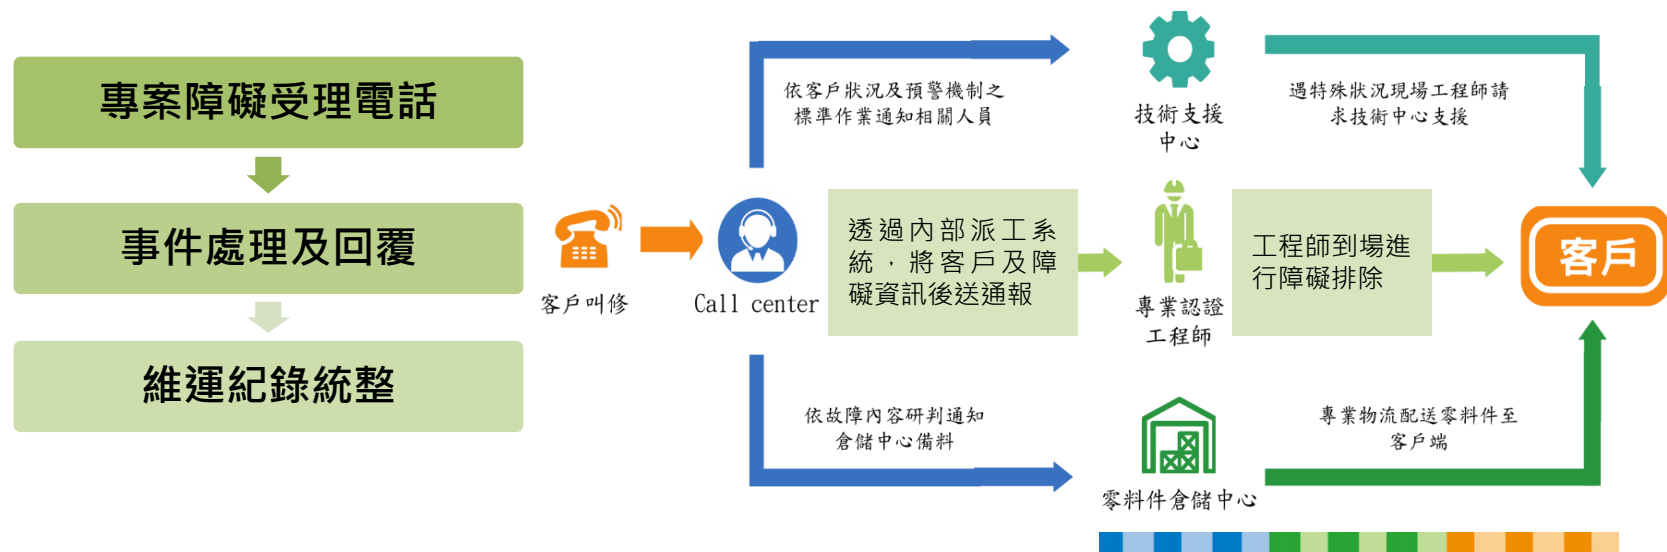 專案障礙受理電話
事件處理及回覆
維運紀錄統整
客戶叫修
Call center
依客戶狀況及預警機制之
標準作業通知相關人員
技術支援
中心
遇特殊狀況現場工程師請
求技術中心支援
透過內部派工系
統，將客戶及障
礙資訊後送通報
專業認證
工程師
工程師到場進
行障礙排除
客戶
依故障內容研判通知
倉儲中心備料
零料件倉儲中心
專業物流配送零料件至
客戶端